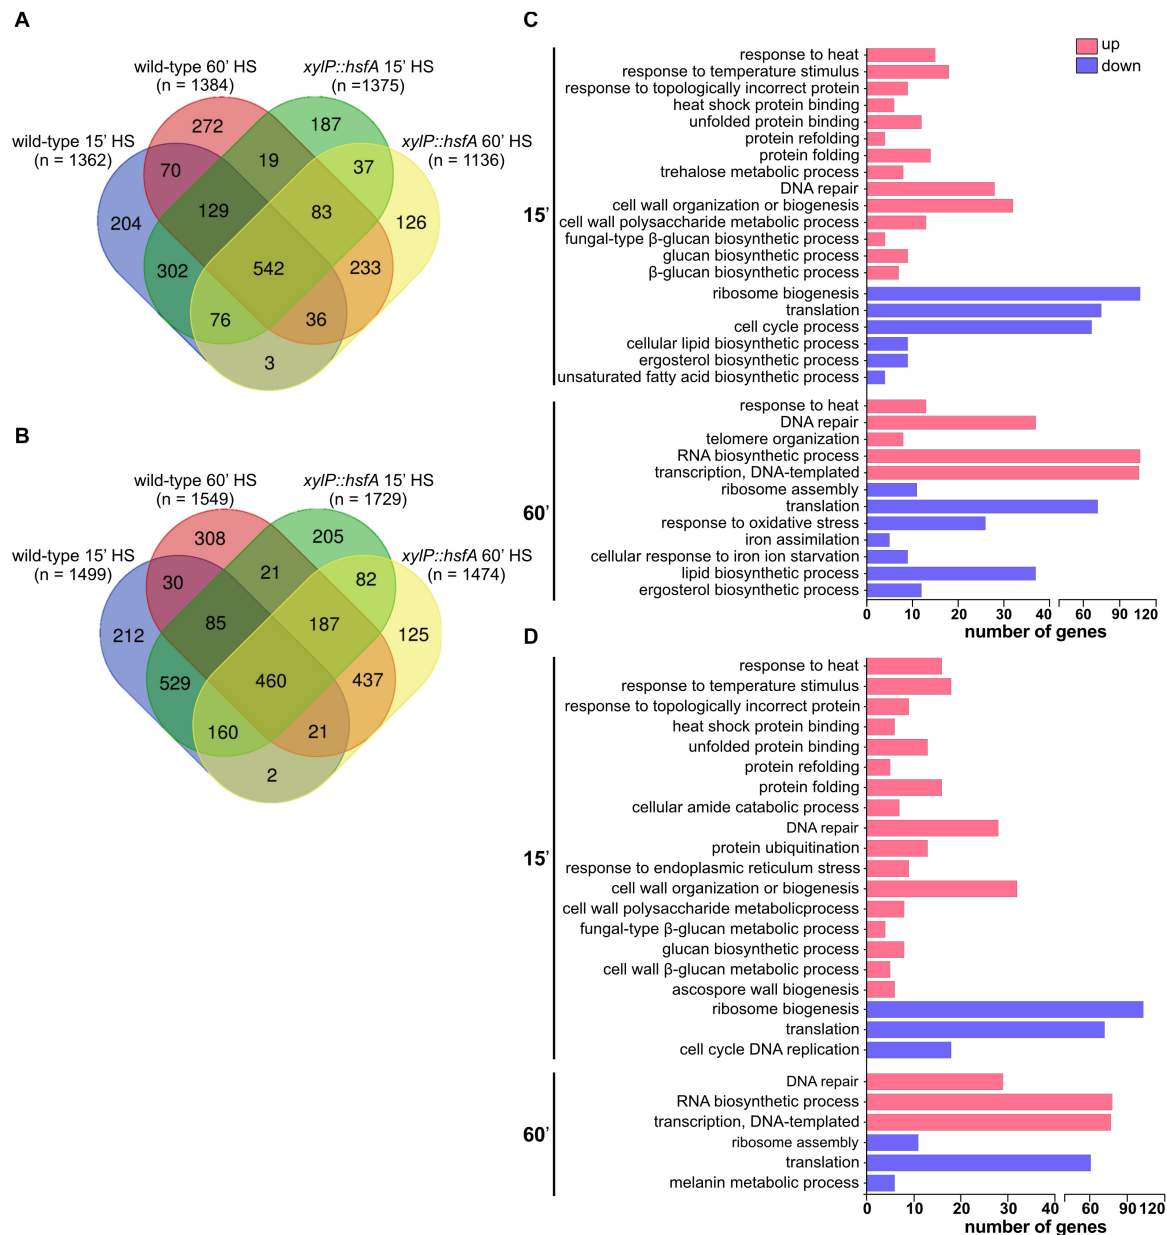 A
wild-type 60’ HS
(n = 1384)
xylP::hsfA 15’ HS
(n =1375)
wild-type 15’ HS
(n = 1362)
xylP::hsfA 60’ HS
(n = 1136)
272
187
70
19
37
204
129
83
126
302
542
233
76
36
3
B
wild-type 60’ HS
(n = 1549)
xylP::hsfA 15’ HS
(n = 1729)
wild-type 15’ HS
(n = 1499)
xylP::hsfA 60’ HS
(n = 1474)
308
205
30
21
82
212
85
187
125
529
460
437
160
21
2
C
up
down
15’
response to heat
response to temperature stimulus
response to topologically incorrect protein
heat shock protein binding
unfolded protein binding
protein refolding
protein folding
trehalose metabolic process
DNA repair
cell wall organization or biogenesis
cell wall polysaccharide metabolic process
fungal-type β-glucan biosynthetic process
glucan biosynthetic process
β-glucan biosynthetic process
ribosome biogenesis
translation
cell cycle process
cellular lipid biosynthetic process
ergosterol biosynthetic process
unsaturated fatty acid biosynthetic process
60’
response to heat
DNA repair
telomere organization
RNA biosynthetic process
transcription, DNA-templated
ribosome assembly
translation
response to oxidative stress
iron assimilation
cellular response to iron ion starvation
lipid biosynthetic process
ergosterol biosynthetic process
0 10 20 30 40 60 90 120
number of genes
D
15’
response to heat
response to temperature stimulus
response to topologically incorrect protein
heat shock protein binding
unfolded protein binding
protein refolding
protein folding
cellular amide catabolic process
DNA repair
protein ubiquitination
response to endoplasmic reticulum stress
cell wall organization or biogenesis
cell wall polysaccharide metabolicprocess
fungal-type β-glucan metabolic process
glucan biosynthetic process
cell wall β-glucan metabolic process
ascospore wall biogenesis
ribosome biogenesis
translation
cell cycle DNA replication
60’
DNA repair
RNA biosynthetic process
transcription, DNA-templated
ribosome assembly
translation
melanin metabolic process
0 10 20 30 40 60 90 120
number of genes